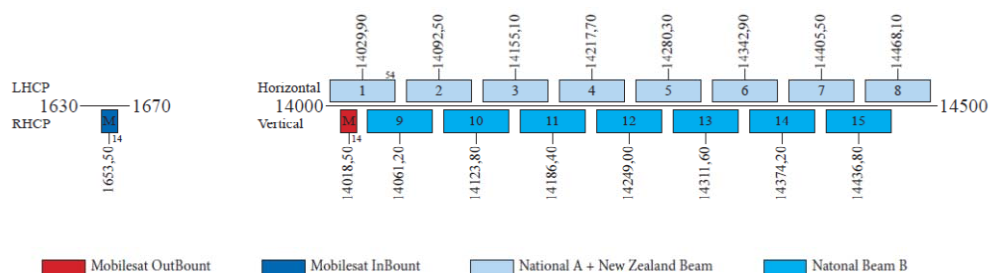 14029,90 14092,50 14155,10 14217,70 14280,30 14342,90 14405,50 14468,10
54
LHCP Horizontal 1 2 3 4 5 6 7 8
1630 1670 14000 14500
RHCP M Vertical M 9 10 11 12 13 14 15
14 14
1653,50 14018,50 14061,20 14123,80 14186,40 14249,00 14311,60 14374,20 14436,80
Mobilesat OutBount Mobilesat InBount National A + New Zealand Beam Natonal Beam B